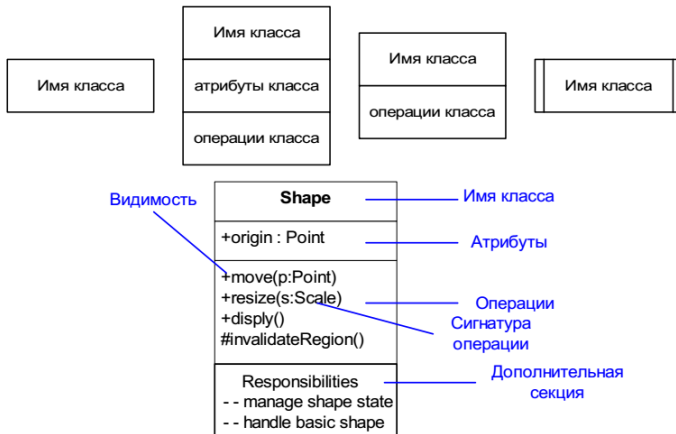 Имя класса
Имя класса
атрибуты класса
операции класса
Имя класса
операции класса
Имя класса
Видимость
Shape
Имя класса
+origin : Point
Атрибуты
+move(p:Point)
+resize(s:Scale)
+disply()
#invalidateRegion()
Операции
Сигнатура
операции
Responsibilities
- - manage shape state
- - handle basic shape
Дополнительная
секция